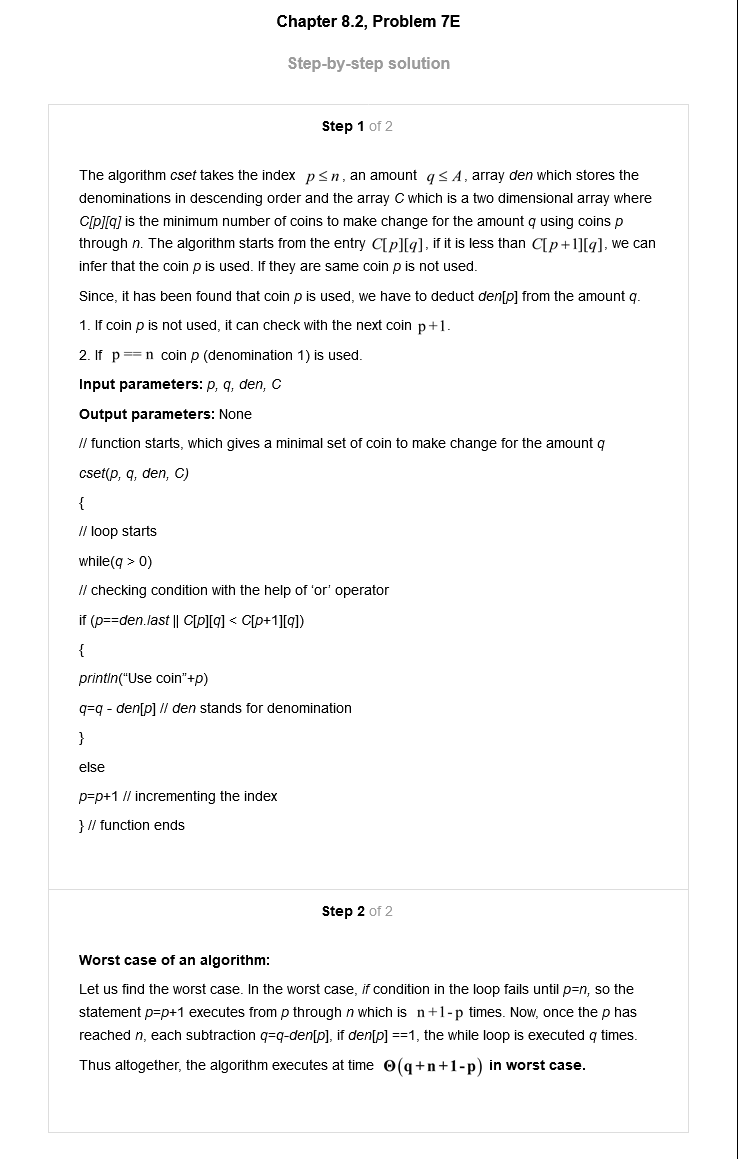 Chapter 8.2, Problem 7E
Step-by-step solution
Step 1 of 2
The algorithm cset takes the index p ≤ n, an amount q ≤ A, array den which stores the
denominations in descending order and the array C which is a two dimensional array where
C[p][q] is the minimum number of coins to make change for the amount q using coins p
through n. The algorithm starts from the entry C[p][q], if it is less than C[p+1][q], we can
infer that the coin p is used. If they are same coin p is not used.
Since, it has been found that coin p is used, we have to deduct den[p] from the amount q.
1. If coin p is not used, it can check with the next coin p+1.
2. If p==n coin p (denomination 1) is used.
Input parameters: p, q, den, C
Output parameters: None
// function starts, which gives a minimal set of coin to make change for the amount q
cset(p, q, den, C)
{
// loop starts
while(q > 0)
// checking condition with the help of ‘or’ operator
if (p==den.last || C[p][q] < C[p+1][q])
{
println(“Use coin”+p)
q=q - den[p] // den stands for denomination
}
else
p=p+1 // incrementing the index
} // function ends
Step 2 of 2
Worst case of an algorithm:
Let us find the worst case. In the worst case, if condition in the loop fails until p=n, so the
statement p=p+1 executes from p through n which is n+1-p times. Now, once the p has
reached n, each subtraction q=q-den[p], if den[p] ==1, the while loop is executed q times.
Thus altogether, the algorithm executes at time Θ(q+n+1-p) in worst case.